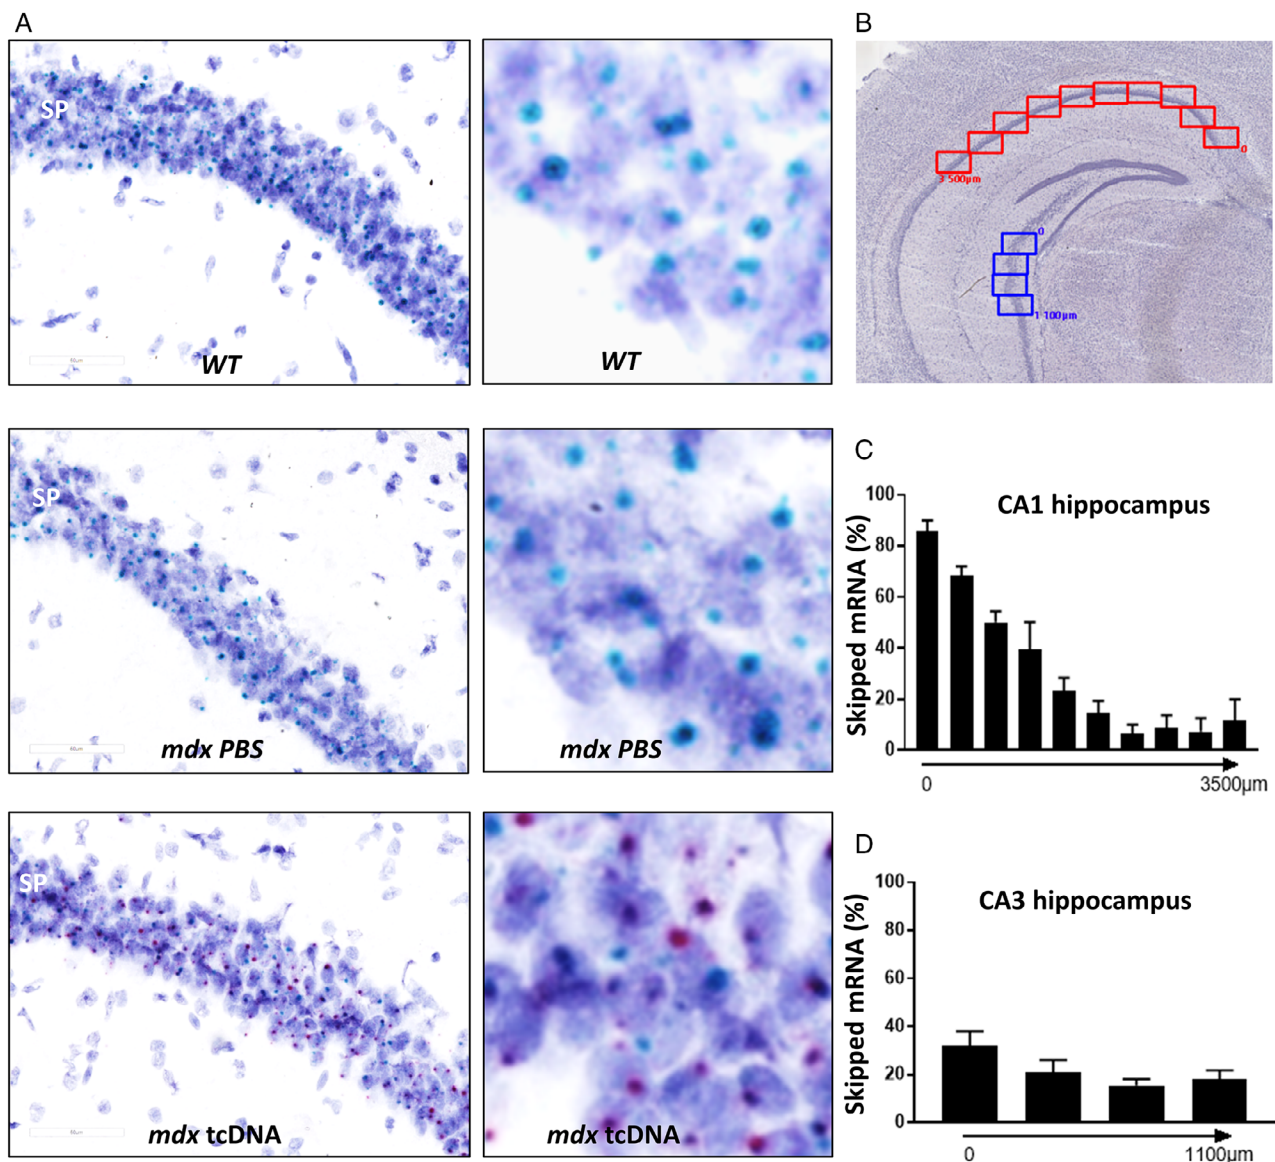 A
SP
WT
WT
B
0
3 500µm
0
1 100µm
mdx PBS
SP
mdx PBS
C
CA1 hippocampus
Skipped mRNA (%)
100
80
60
40
20
0
0
3500µm
SP
mdx tcDNA
mdx tcDNA
D
CA3 hippocampus
Skipped mRNA (%)
100
80
60
40
20
0
0
1100µm